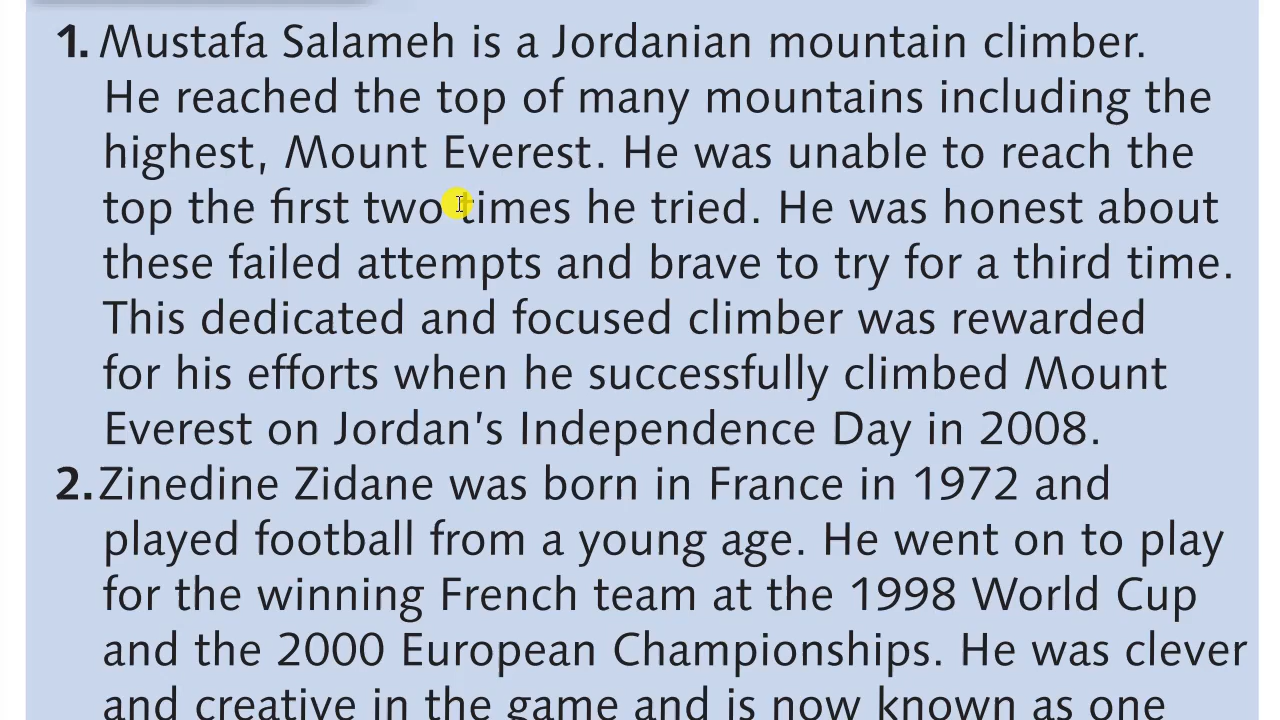 1. Mustafa Salameh is a Jordanian mountain climber.
He reached the top of many mountains including the
highest, Mount Everest. He was unable to reach the
top the first two times he tried. He was honest about
these failed attempts and brave to try for a third time.
This dedicated and focused climber was rewarded
for his efforts when he successfully climbed Mount
Everest on Jordan's Independence Day in 2008.
2. Zinedine Zidane was born in France in 1972 and
played football from a young age. He went on to play
for the winning French team at the 1998 World Cup
and the 2000 European Championships. He was clever
and creative in the game and is now known as one